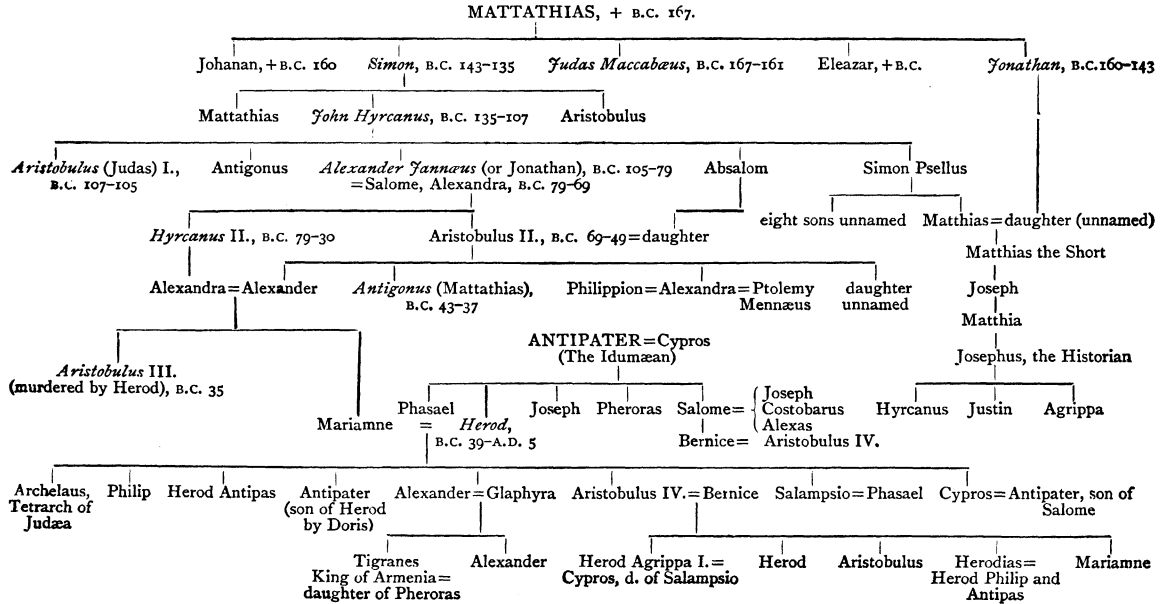 MATTATHIAS, + B.C. 167.
Johanan, + B.C. 160 Simon, B.C. 143-135 Judas Maccabæus, B.C. 167-161 Eleazar, + B.C. Jonathan, B.C. 160-143
Mattathias John Hyrcanus, B.C. 135-107 Aristobulus
Aristobulus (Judas) I., Antigonus Alexander Jannæus (or Jonathan), B.C. 105-79 Absalom Simon Psellus
B.C. 107-105 =Salome, Alexandra, B.C. 79-69
eight sons unnamed Matthias=daughter (unnamed)
Hyrcanus II., B.C. 79-30 Aristobulus II., B.C. 69-49=daughter
Matthias the Short
Alexandra=Alexander Antigonus (Mattathias), Philippion=Alexandra=Ptolemy daughter Joseph
B.C. 43-37 Mennæus unnamed
Matthia
ANTIPATER=Cypros
(The Idumæan) Josephus, the Historian
Aristobulus III.
(murdered by Herod), B.C. 35
Joseph
Phasael Joseph Pheroras Salome= Costobarus Hyrcanus Justin Agrippa
Mariamne = Herod, Alexas
B.C. 39-A.D. 5 Bernice= Aristobulus IV.
Archelaus, Philip Herod Antipas Antipater Alexander=Glaphyra Aristobulus IV.=Bernice Salampsio=Phasael Cypros=Antipater, son of
Tetrarch of (son of Herod Salome
Judæa by Doris)
Tigranes Alexander Herod Agrippa I.= Herod Aristobulus Herodias= Mariamne
King of Armenia= Cypros, d. of Salampsio Herod Philip and
daughter of Pheroras Antipas